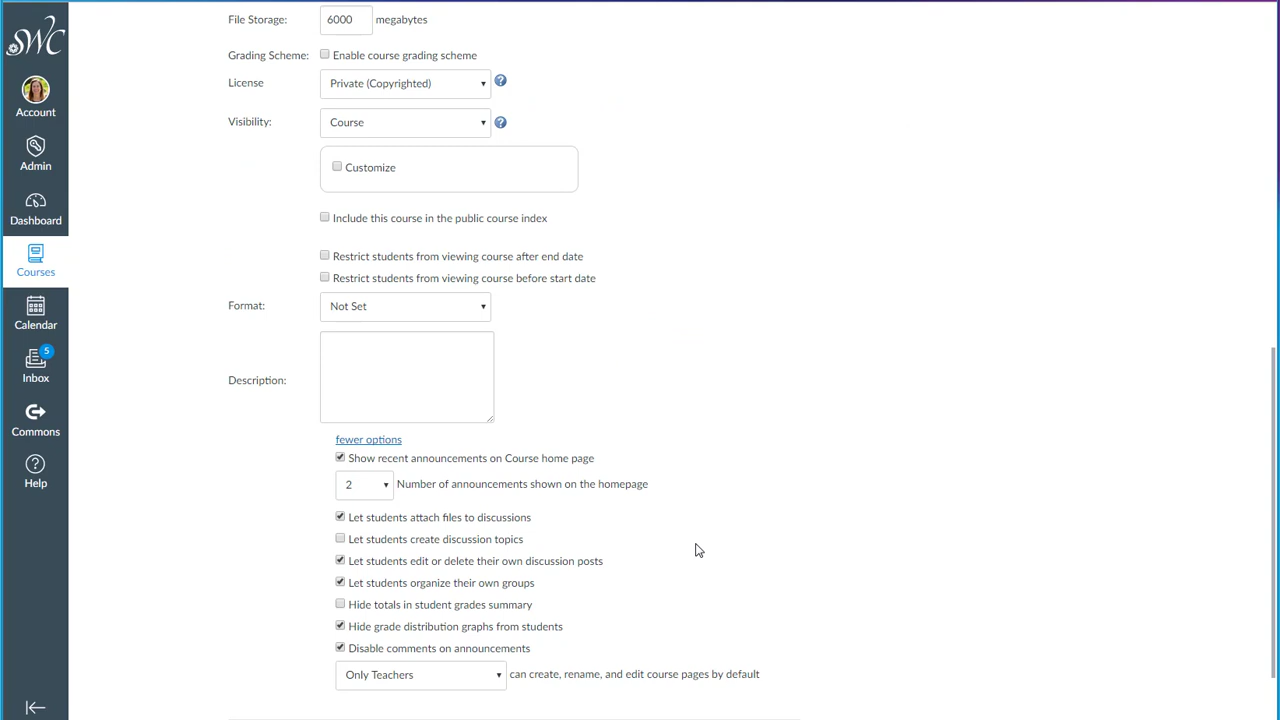 SWC
Account
Admin
Dashboard
Courses
Calendar
5
Inbox
Commons
Help
File Storage: 6000 megabytes
Grading Scheme: Enable course grading scheme
License Private (Copyrighted) ?
Visibility: Course ?
Customize
Include this course in the public course index
Restrict students from viewing course after end date
Restrict students from viewing course before start date
Format: Not Set
Description:
fewer options
Show recent announcements on Course home page
2 Number of announcements shown on the homepage
Let students attach files to discussions
Let students create discussion topics
Let students edit or delete their own discussion posts
Let students organize their own groups
Hide totals in student grades summary
Hide grade distribution graphs from students
Disable comments on announcements
Only Teachers can create, rename, and edit course pages by default